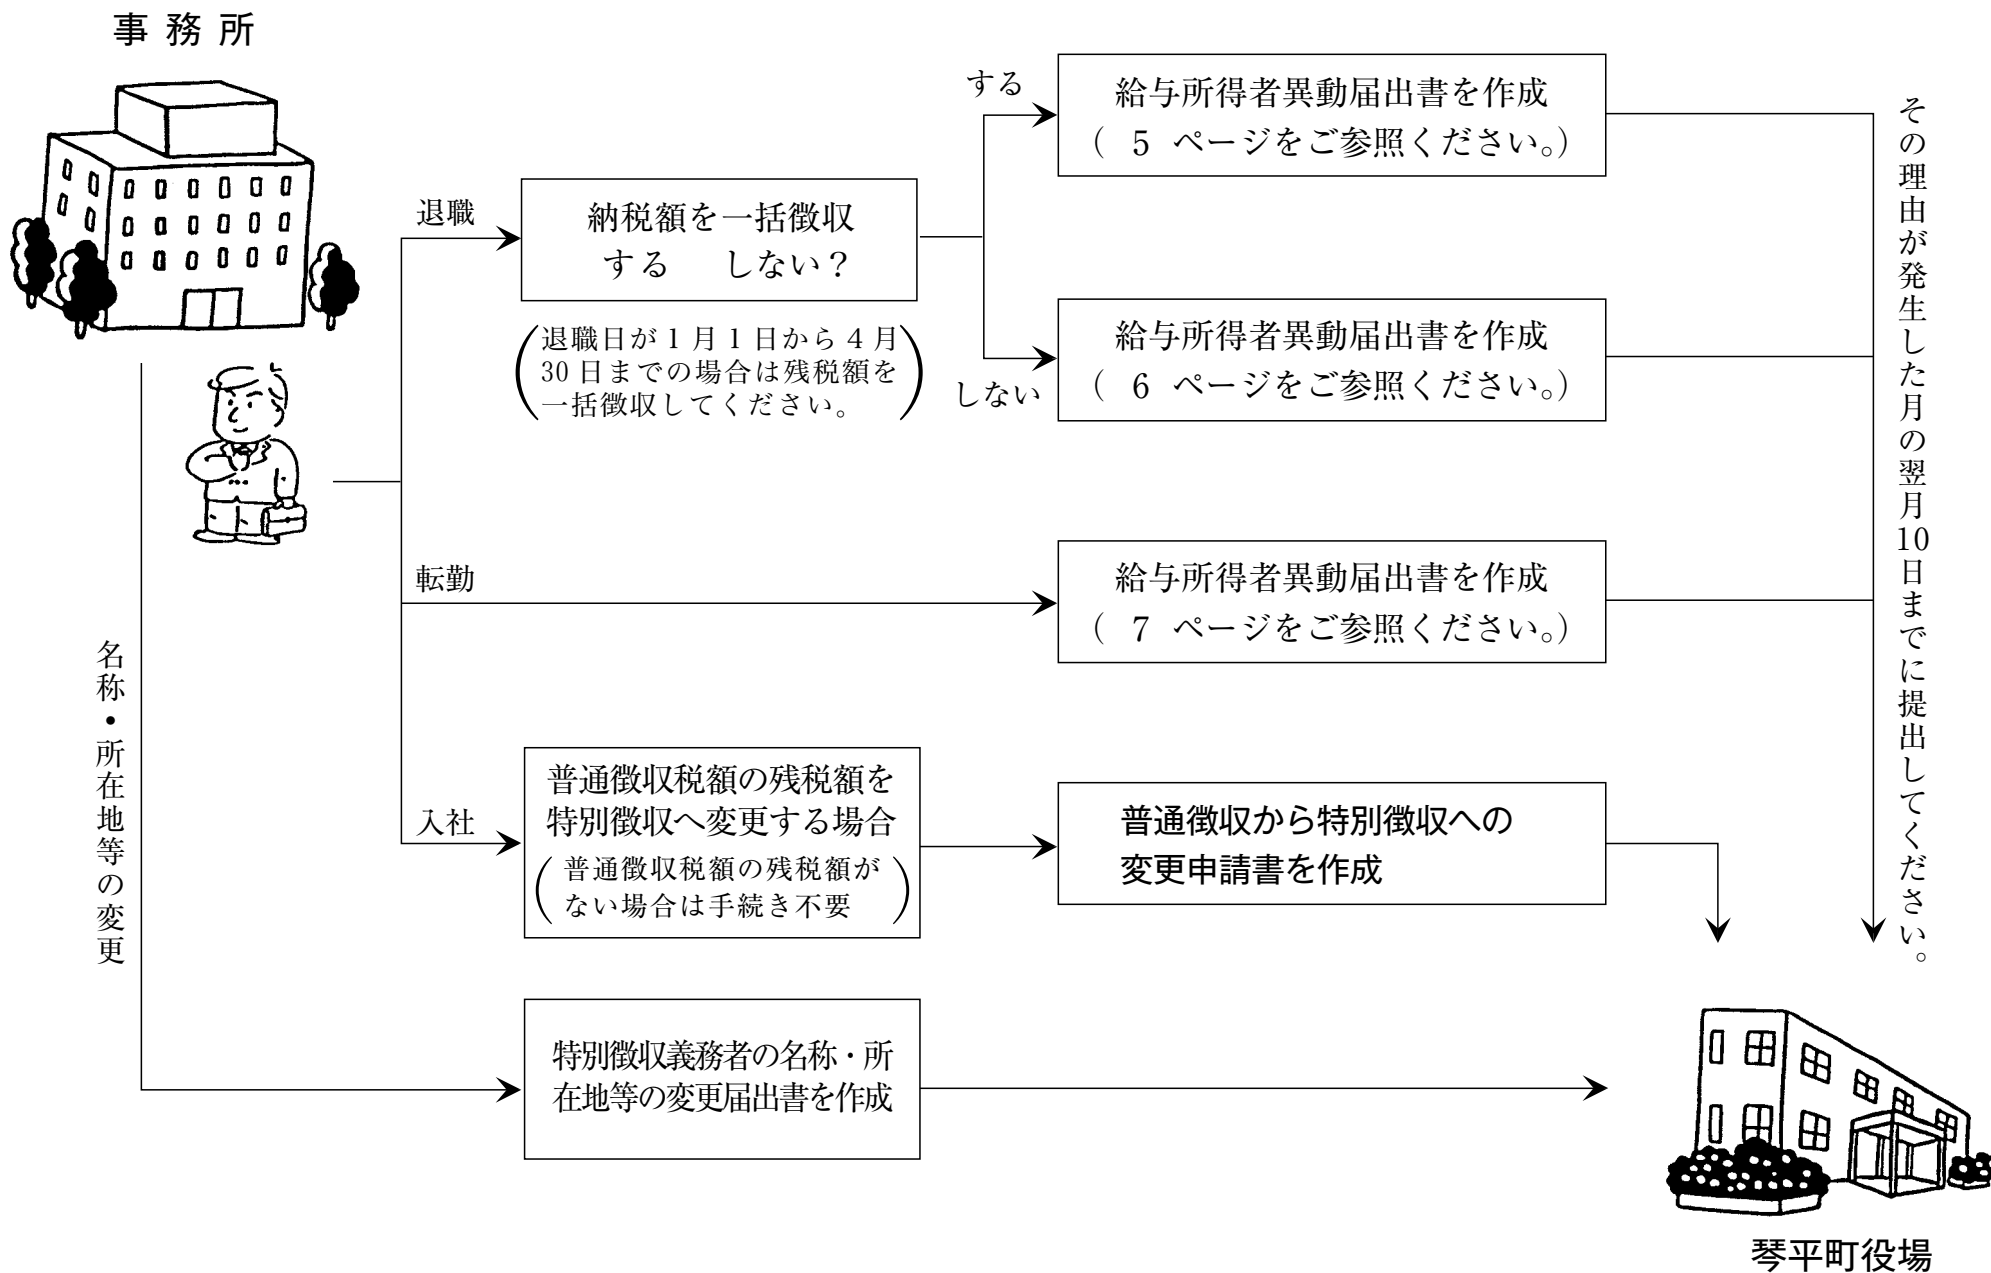 事務所
退職
納税額を一括徴収
する　しない？
（退職日が１月１日から４月
30日までの場合は残税額を
一括徴収してください。）
する
給与所得者異動届出書を作成
（ 5 ページをご参照ください。）
しない
給与所得者異動届出書を作成
（ 6 ページをご参照ください。）
転勤
給与所得者異動届出書を作成
（ 7 ページをご参照ください。）
入社
普通徴収税額の残税額を
特別徴収へ変更する場合
（普通徴収税額の残税額が
ない場合は手続き不要）
普通徴収から特別徴収への
変更申請書を作成
名称・所在地等の変更
特別徴収義務者の名称・所
在地等の変更届出書を作成
その理由が発生した月の翌月10日までに提出してください。
琴平町役場